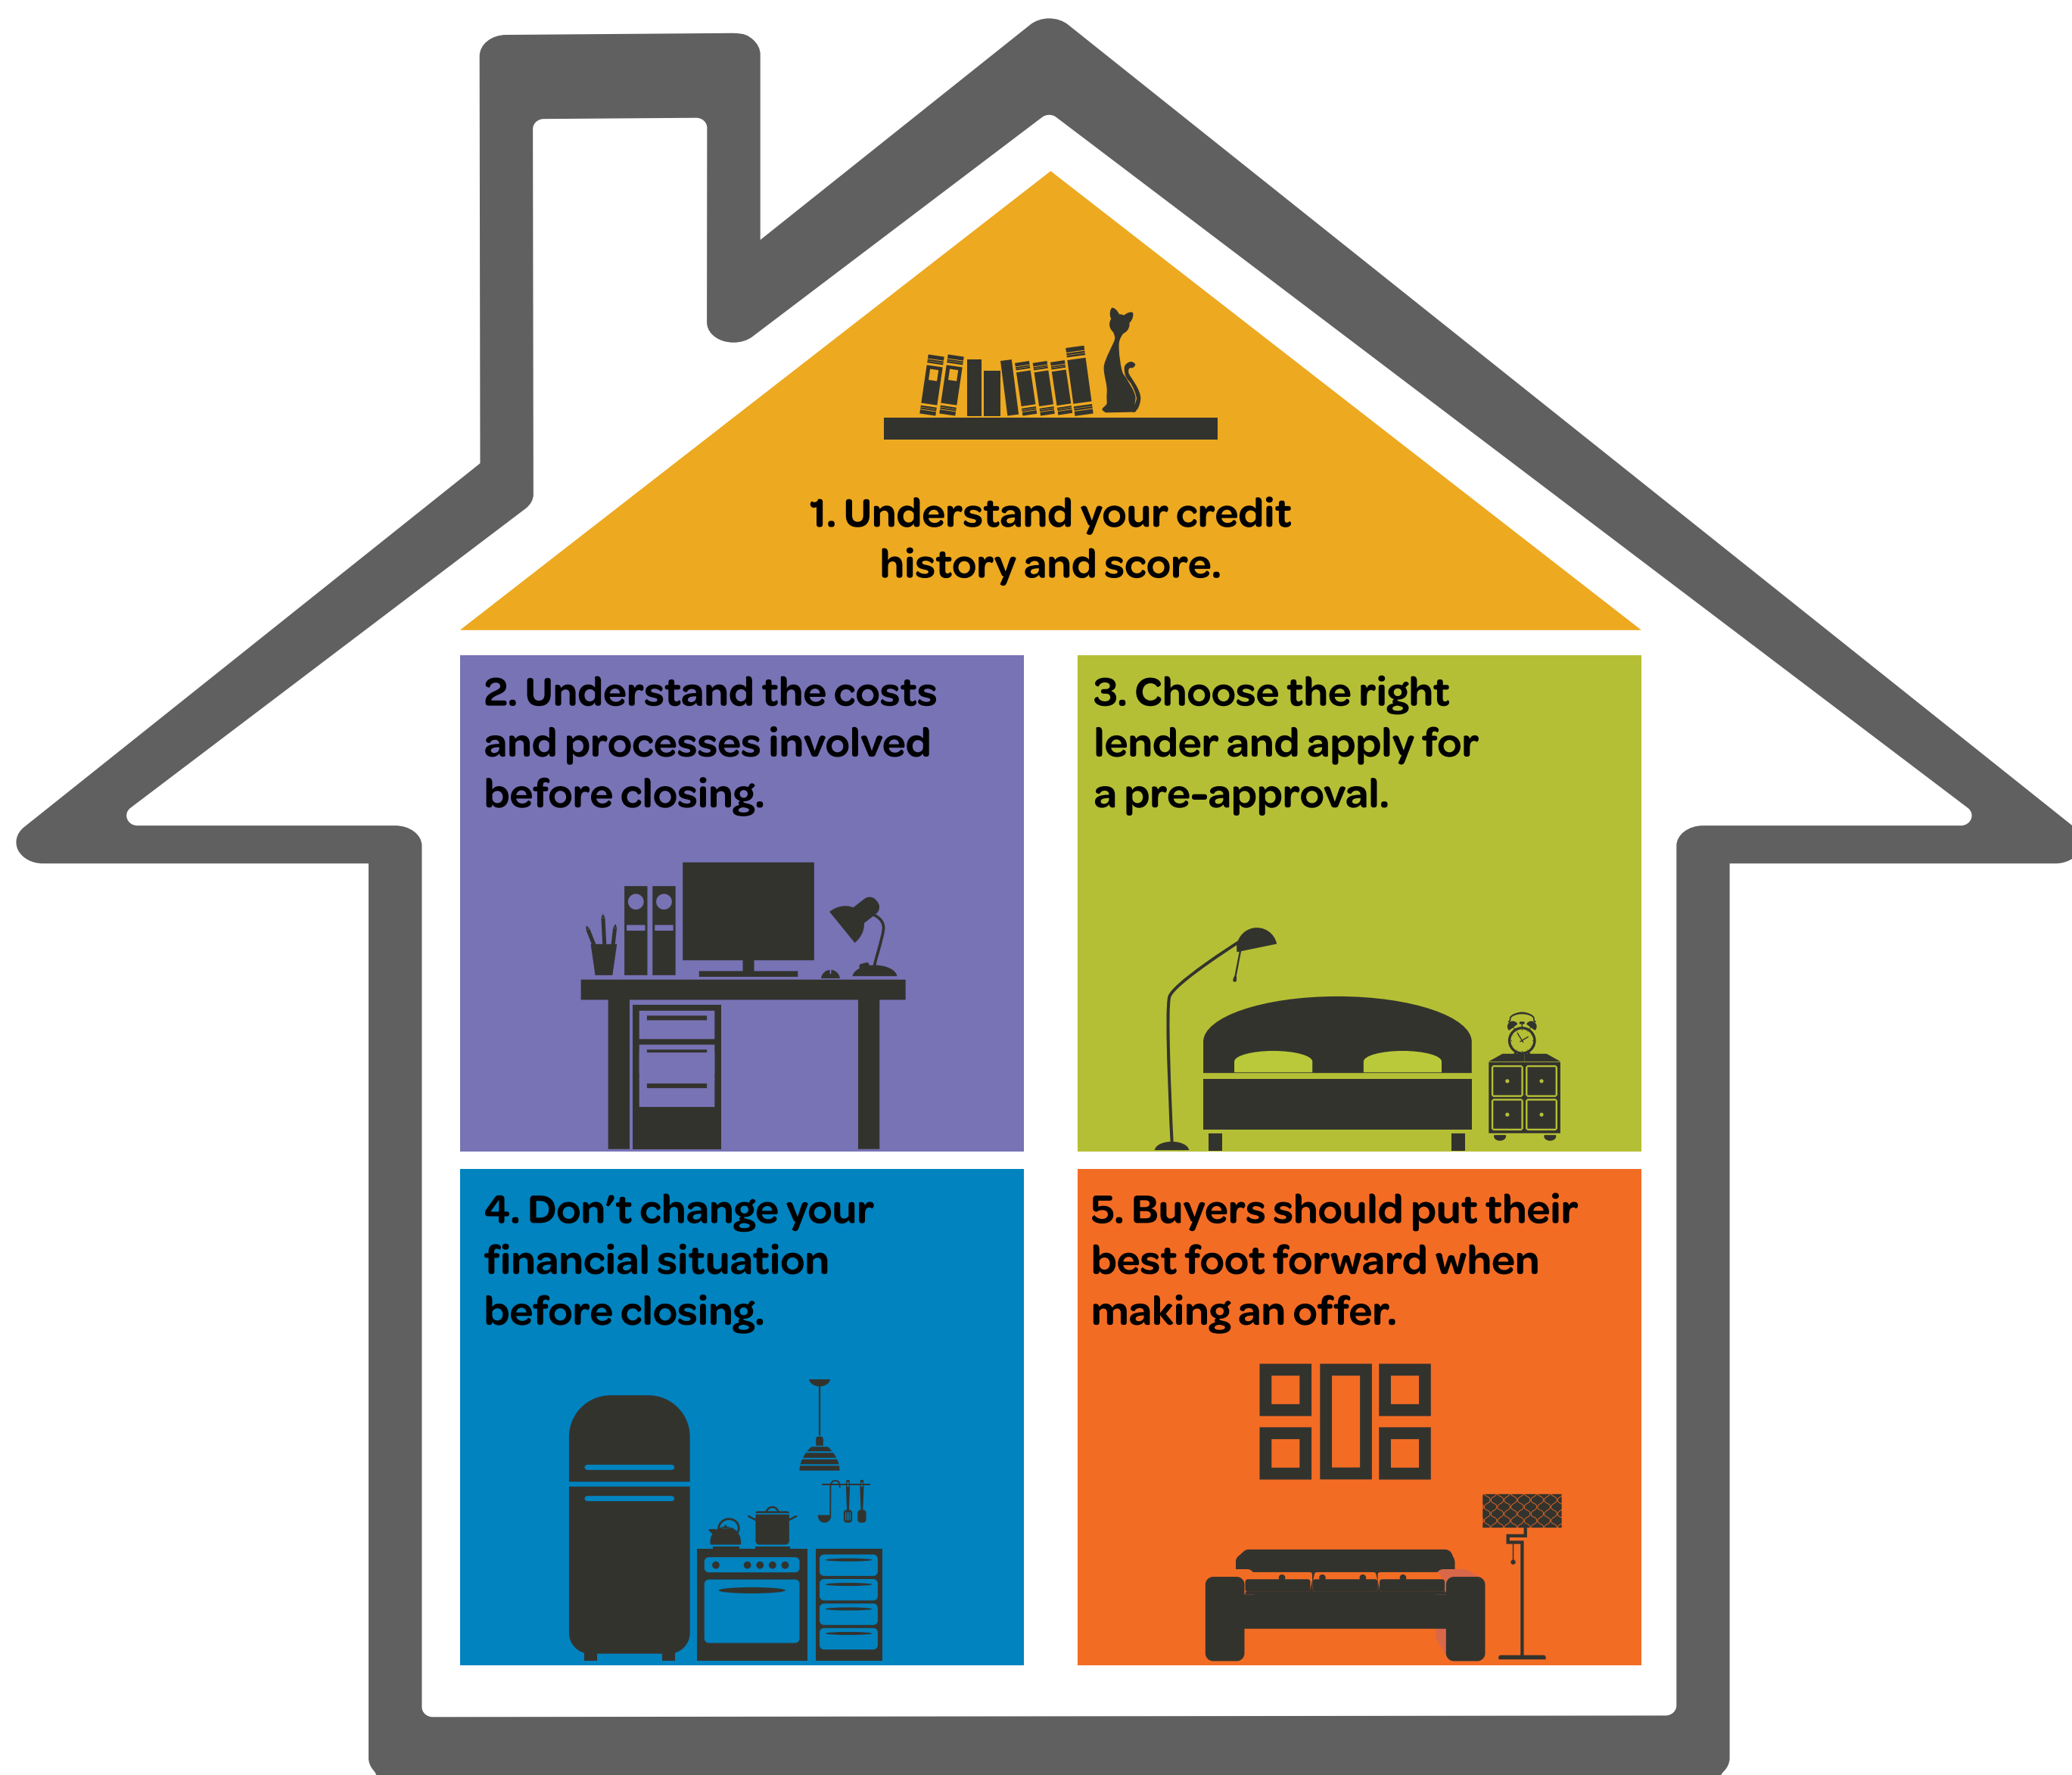 1. Understand your credit
history and score.
2. Understand the costs
and processes involved
before closing.
3. Choose the right
lender and apply for
a pre-approval.
4. Don’t change your
financial situation
before closing.
5. Buyers should put their
best foot forward when
making an offer.